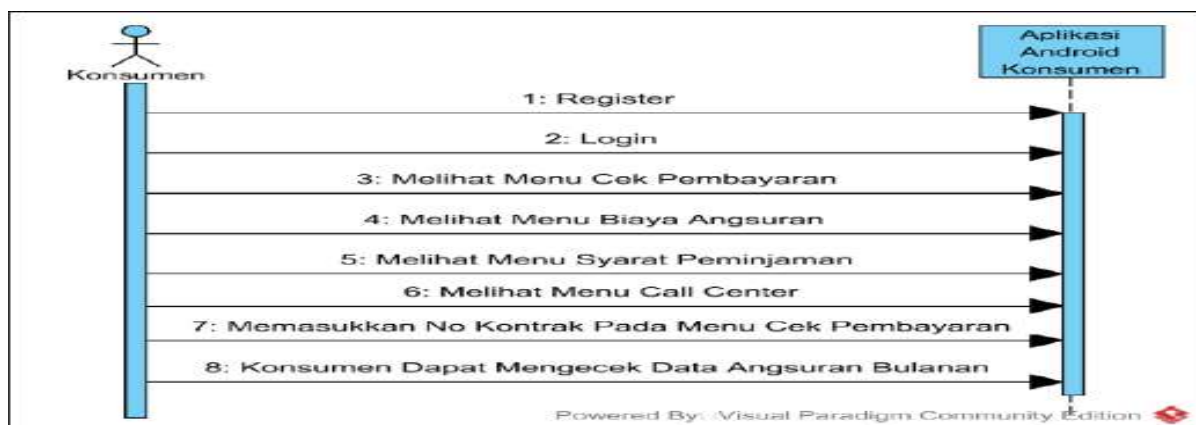 Konsumen
Aplikasi
Android
Konsumen
1: Register
2: Login
3: Melihat Menu Cek Pembayaran
4: Melihat Menu Biaya Angsuran
5: Melihat Menu Syarat Peminjaman
6: Melihat Menu Call Center
7: Memasukkan No Kontrak Pada Menu Cek Pembayaran
8: Konsumen Dapat Mengecek Data Angsuran Bulanan
Powered By: Visual Paradigm Community Edition